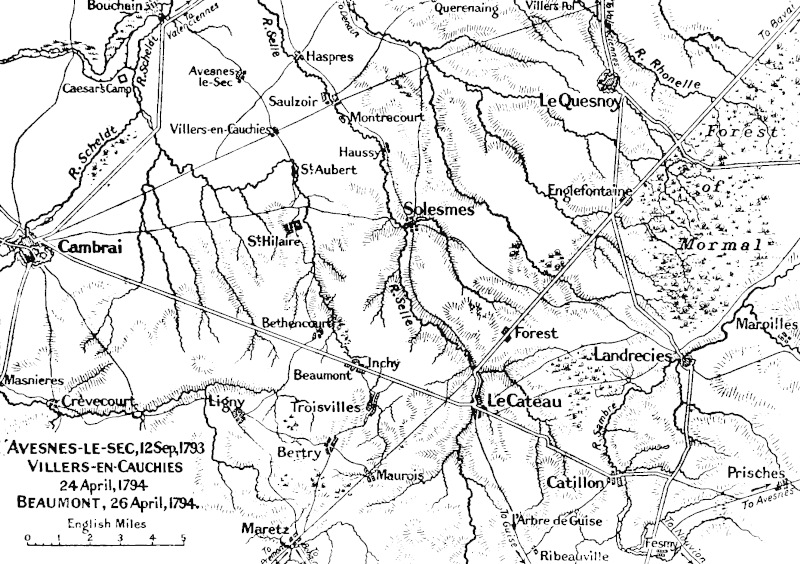 Bouchain
To
Valenciennes
R. Selle
To Denain
Querenaing
Villers Pol
To Bavai
R. Scheldt
Haspres
Avesnes-
le-Sec
Caesar's Camp
R. Rhonelle
Saulzoir
Le Quesnoy
Montrecourt
Villers-en-Cauchies
Forest
R. Scheldt
Haussy
St. Aubert
Englefontaine
of
Solesmes
Cambrai
St. Hilaire
Mormal
R. Selle
Bethencourt
Forest
Maroilles
Landrecies
Inchy
Masnieres
Beaumont
Crèvecourt
Ligny
Troisvilles
Le Cateau
R. Sambre
AVESNES-LE-SEC, 12 Sep, 1793
VILLERS-EN-CAUCHIES
24 April, 1794
BEAUMONT, 26 April, 1794.
English Miles
0 1 2 3 4 5
Bertry
Maurois
Catillon
Prisches
To Avesnes
Maretz
To Guise
l'Arbre de Guise
To Nouvion
Fesmy
Ribeauville